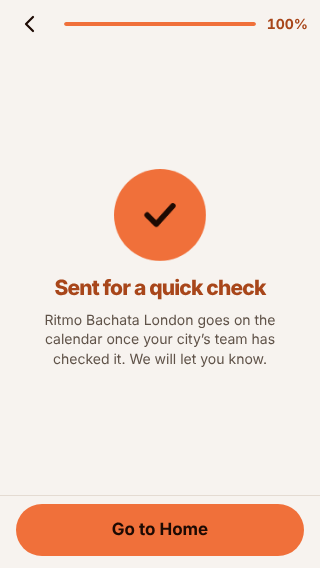 100%
Sent for a quick check
Ritmo Bachata London goes on the
calendar once your city’s team has
checked it. We will let you know.
Go to Home